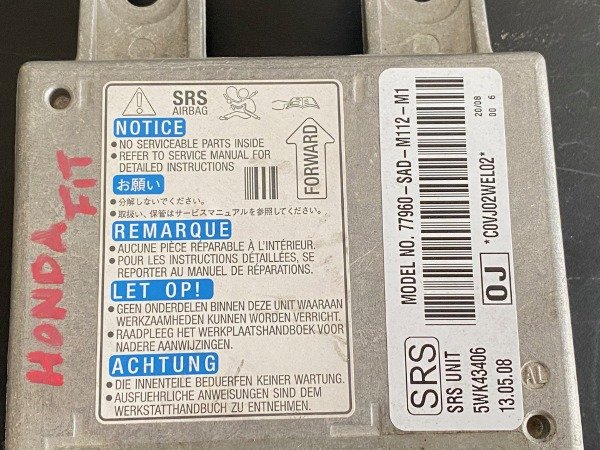 HONDA
FIT
SRS
AIRBAG
NOTICE
● NO SERVICEABLE PARTS INSIDE
● REFER TO SERVICE MANUAL FOR
DETAILED INSTRUCTIONS
お願い
● 分解しないでください。
● 取扱い、保管はサービスマニュアルを参照してください。
FORWARD
REMARQUE
● AUCUNE PIÈCE RÉPARABLE À L'INTÉRIEUR.
● POUR LES INSTRUCTIONS DÉTAILLÉES, SE
REPORTER AU MANUEL DE RÉPARATIONS.
LET OP!
● GEEN ONDERDELEN BINNEN DEZE UNIT WAARAAN
WERKZAAMHEDEN KUNNEN WORDEN VERRICHT.
● RAADPLEEG HET WERKPLAATSHANDBOEK VOOR
NADERE AANWIJZINGEN.
ACHTUNG
● DIE INNENTEILE BEDUERFEN KEINER WARTUNG.
● AUSFUEHRLICHE ANWEISUNGEN SIND DEM
WERKSTATTHANDBUCH ZU ENTNEHMEN.
MODEL NO. 77960-SAD-M112-M1
20/08
00 6
*C0VJ02WEL02*
0J
SRS
SRS UNIT
5WK43406
13.05.08
AL